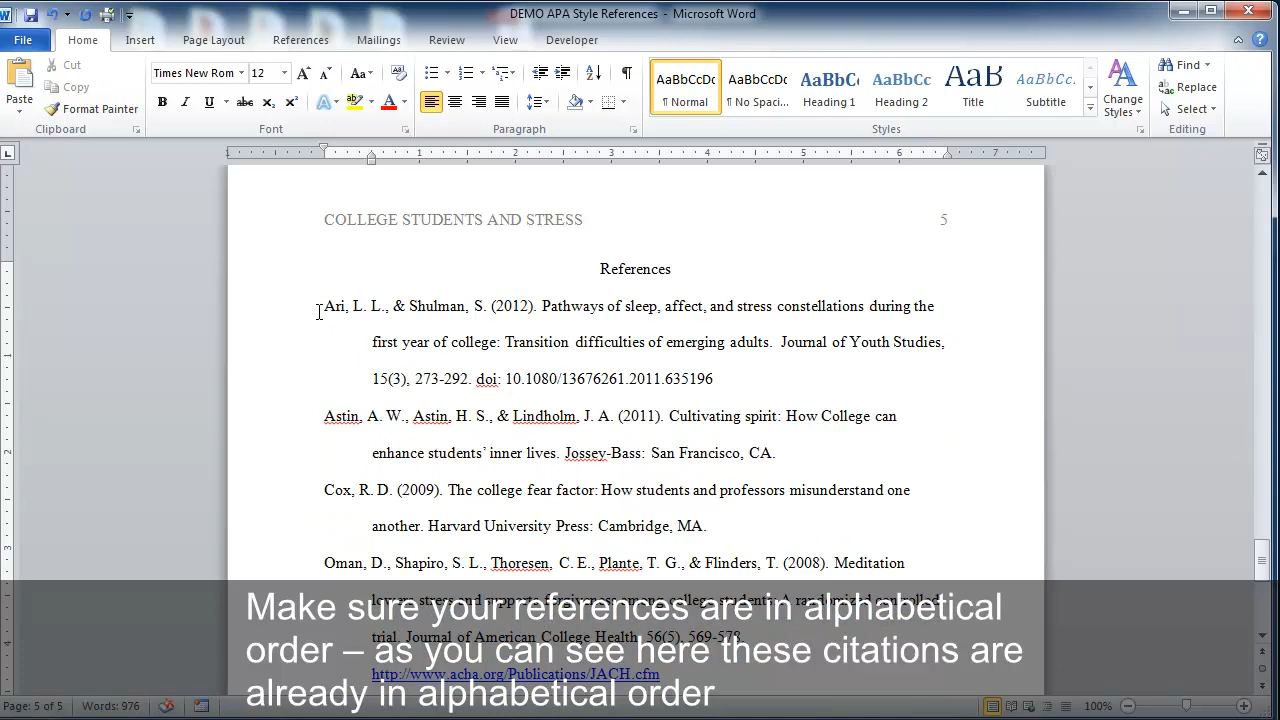 DEMO APA Style References - Microsoft Word
File Home Insert Page Layout References Mailings Review View Developer
Paste Cut Copy Format Painter Clipboard
Times New Rom 12 Font
Paragraph
AaBbCcDc ¶ Normal AaBbCcDc ¶ No Spaci... AaBbC Heading 1 AaBbCc Heading 2 AaB Title AaBbCc. Subtitle Change Styles Styles
Find Replace Select Editing
1 1 2 3 4 5 6 7
COLLEGE STUDENTS AND STRESS 5
References
Ari, L. L., & Shulman, S. (2012). Pathways of sleep, affect, and stress constellations during the
first year of college: Transition difficulties of emerging adults. Journal of Youth Studies,
15(3), 273-292. doi: 10.1080/13676261.2011.635196
Astin, A. W., Astin, H. S., & Lindholm, J. A. (2011). Cultivating spirit: How College can
enhance students’ inner lives. Jossey-Bass: San Francisco, CA.
Cox, R. D. (2009). The college fear factor: How students and professors misunderstand one
another. Harvard University Press: Cambridge, MA.
Oman, D., Shapiro, S. L., Thoresen, C. E., Plante, T. G., & Flinders, T. (2008). Meditation
lowers stress and supports forgiveness among college students: A randomized controlled
trial. Journal of American College Health, 56(5), 569-578.
http://www.acha.org/Publications/JACH.cfm
Make sure your references are in alphabetical
order – as you can see here these citations are
already in alphabetical order
Page: 5 of 5 Words: 976 100%